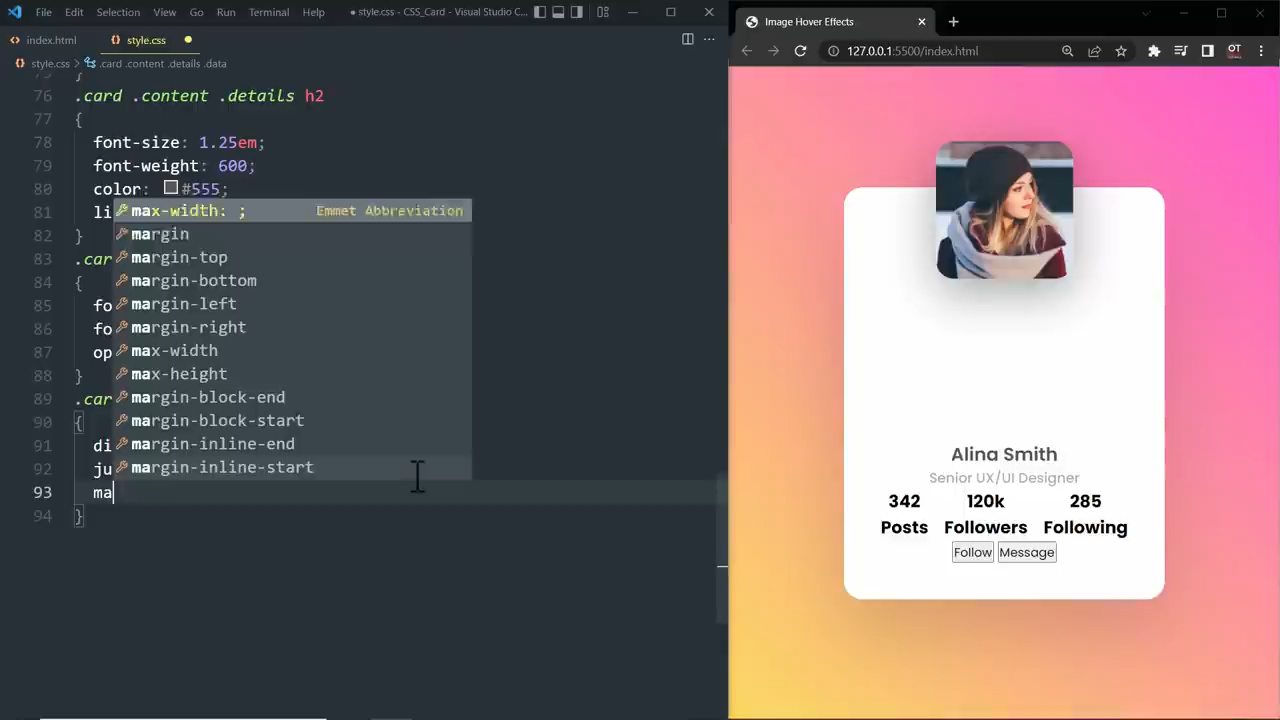 File Edit Selection View Go Run Terminal Help
style.css - CSS_Card - Visual Studio C...
index.html
style.css
style.css > .card .content .details .data
75 }
76 .card .content .details h2
77 {
78 font-size: 1.25em;
79 font-weight: 600;
80 color: #555;
81 li
82 }
83 .car
84 {
85 fo
86 fo
87 op
88 }
89 .car
90 {
91 di
92 ju
93 ma
94 }
max-width: ; Emmet Abbreviation
margin
margin-top
margin-bottom
margin-left
margin-right
max-width
max-height
margin-block-end
margin-block-start
margin-inline-end
margin-inline-start
Image Hover Effects
127.0.0.1:5500/index.html
OT
Alina Smith
Senior UX/UI Designer
342 120k 285
Posts Followers Following
Follow Message